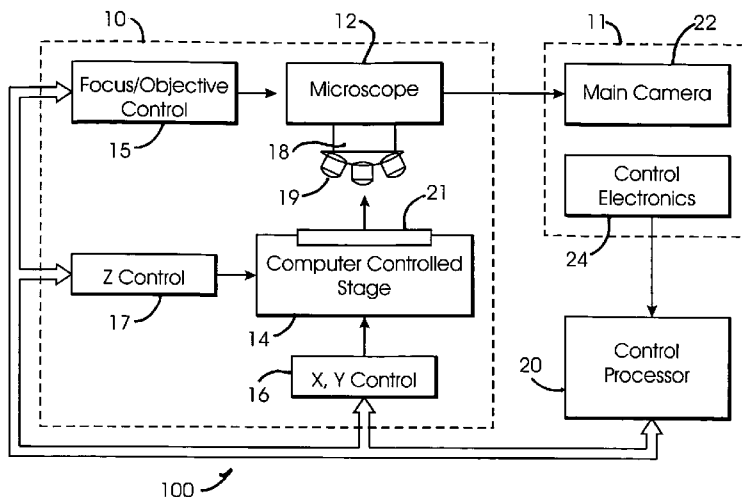 10
12
11
22
Focus/Objective
Control
15
Microscope
18
19
Main Camera
Control
Electronics
24
21
Z Control
17
Computer Controlled
Stage
14
16
X, Y Control
20
Control
Processor
100